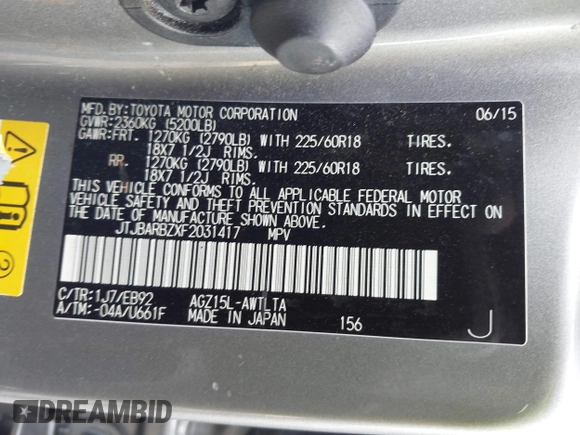 MFD. BY: TOYOTA MOTOR CORPORATION 06/15
GVWR: 2360KG (5200LB)
GAWR: FRT. 1270KG (2790LB) WITH 225/60R18 TIRES.
18X7 1/2J RIMS.
RR. 1270KG (2790LB) WITH 225/60R18 TIRES.
18X7 1/2J RIMS.
THIS VEHICLE CONFORMS TO ALL APPLICABLE FEDERAL MOTOR
VEHICLE SAFETY AND THEFT PREVENTION STANDARDS IN EFFECT ON
THE DATE OF MANUFACTURE SHOWN ABOVE.
JTJBARBZXF2031417 MPV
C/TR: 1J7/EB92 AGZ15L-AWTLTA
A/TM: -04A/U661F MADE IN JAPAN 156 J
2
DREAMBID